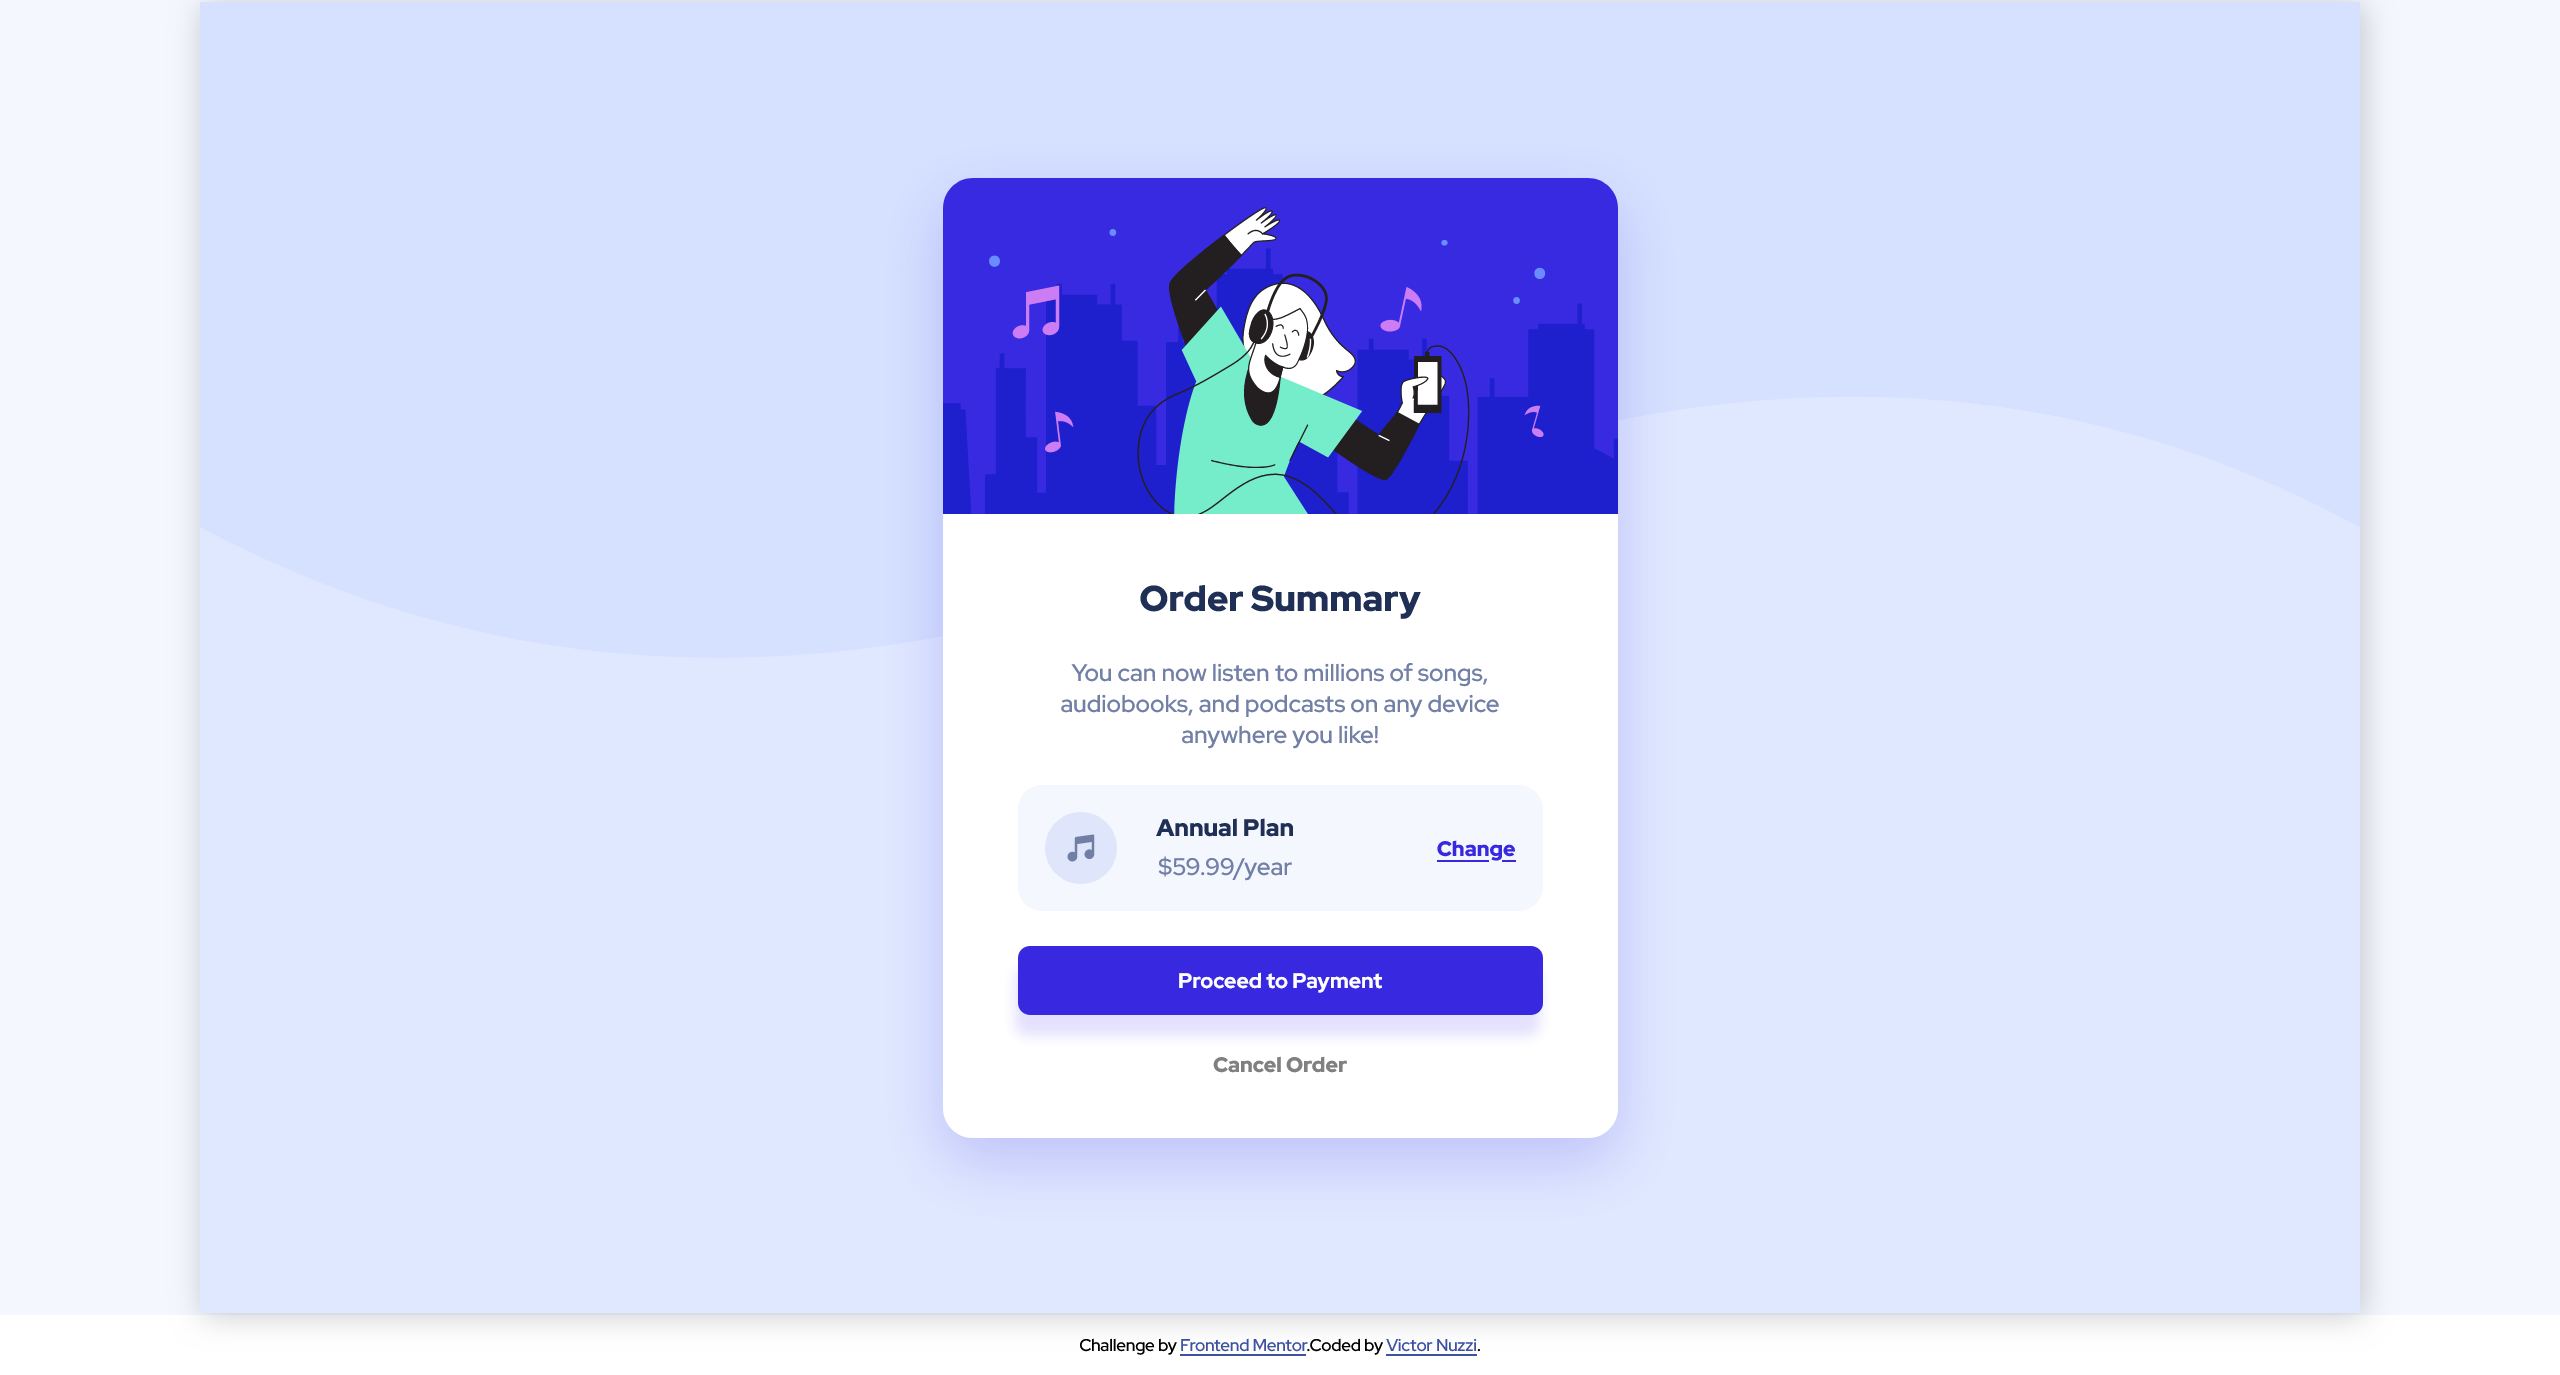 Order Summary
You can now listen to millions of songs,
audiobooks, and podcasts on any device
anywhere you like!
Annual Plan
$59.99/year
Change
Proceed to Payment
Cancel Order
Challenge by Frontend Mentor.Coded by Victor Nuzzi.